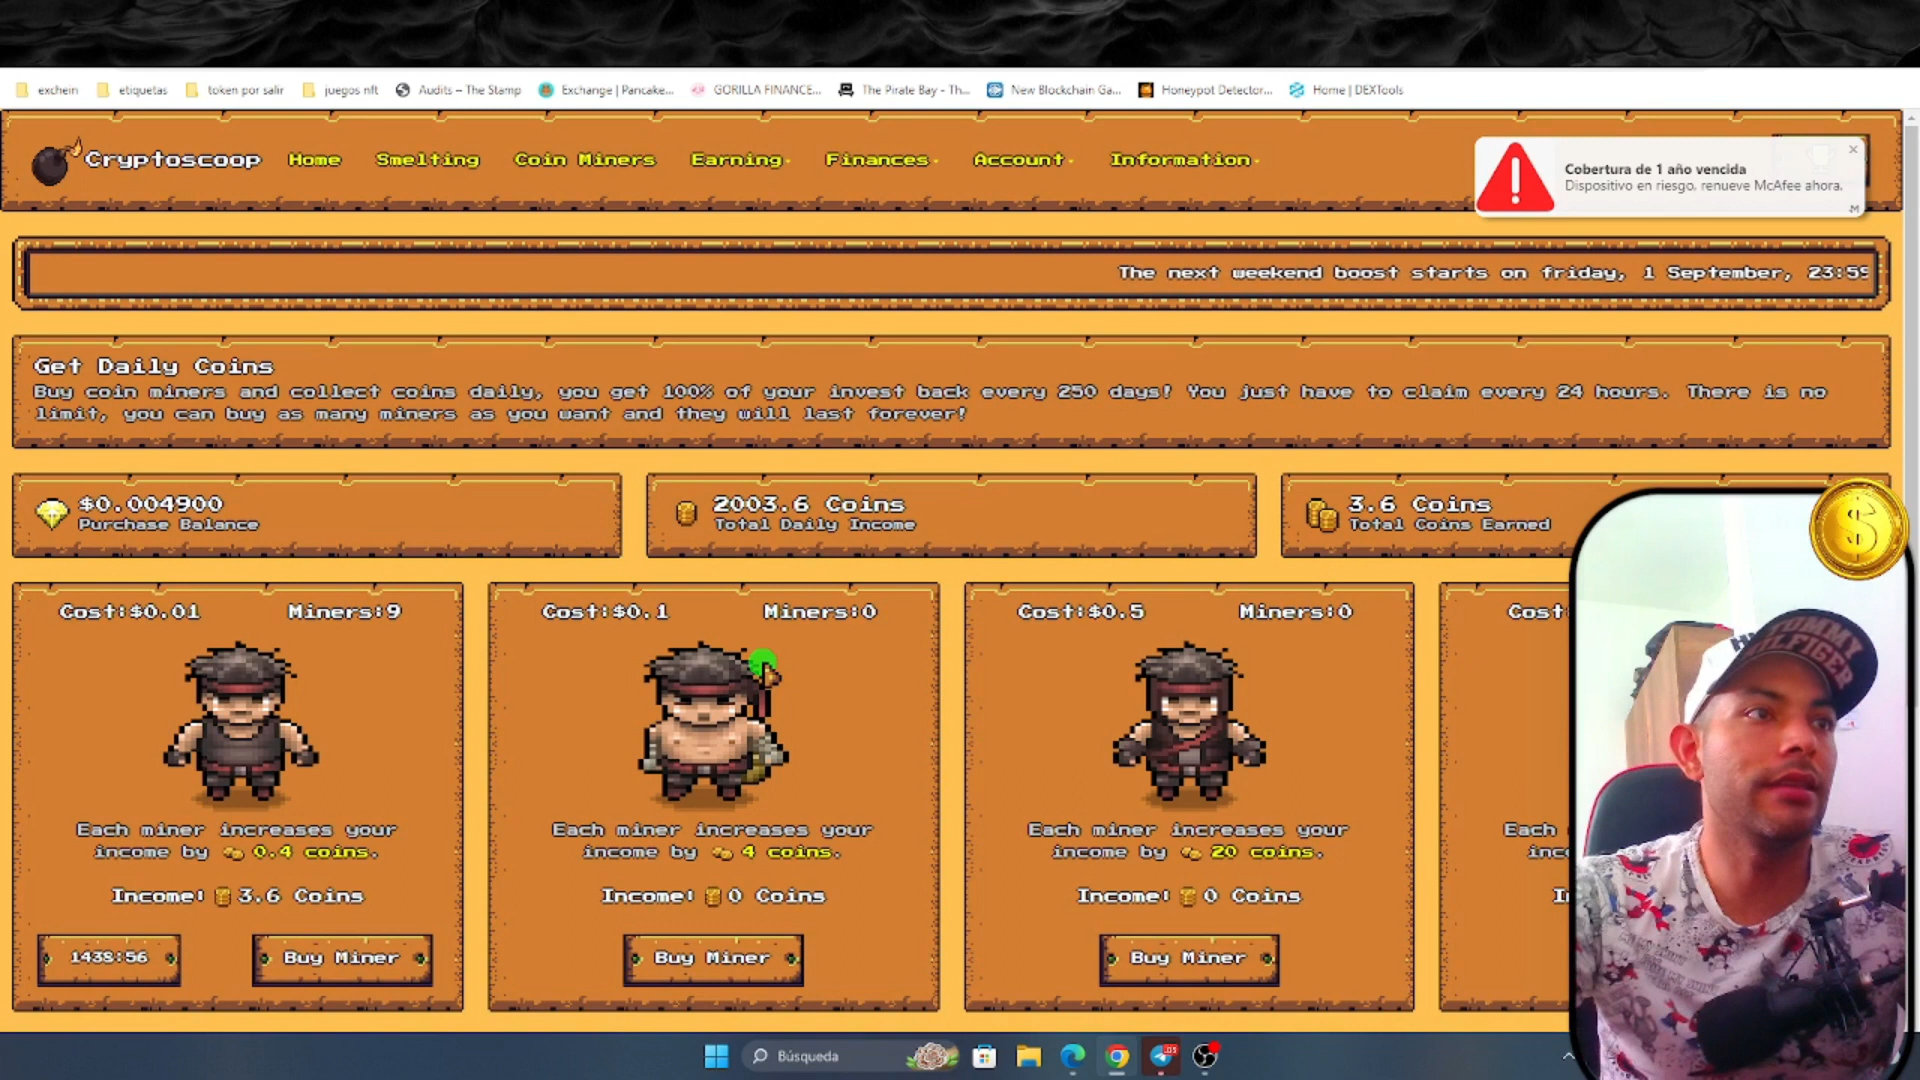 exchein
etiquetas
token por salir
juegos nft
Audits – The Stamp
Exchange | Pancake...
GORILLA FINANCE...
The Pirate Bay - Th...
New Blockchain Ga...
Honeypot Detector...
Home | DEXTools
Cryptoscoop
Home
Smelting
Coin Miners
Earning
Finances
Account
Information
Cobertura de 1 año vencida
Dispositivo en riesgo, renueve McAfee ahora.
The next weekend boost starts on friday, 1 September, 23:59
Get Daily Coins
Buy coin miners and collect coins daily, you get 100% of your invest back every 250 days! You just have to claim every 24 hours. There is no
limit, you can buy as many miners as you want and they will last forever!
$0.004900
Purchase Balance
2003.6 Coins
Total Daily Income
3.6 Coins
Total Coins Earned
Cost:$0.01 Miners:9
Each miner increases your
income by 0.4 coins.
Income: 3.6 Coins
1438:56
Buy Miner
Cost:$0.1 Miners:0
Each miner increases your
income by 4 coins.
Income: 0 Coins
Buy Miner
Cost:$0.5 Miners:0
Each miner increases your
income by 20 coins.
Income: 0 Coins
Buy Miner
Cost:
Each
TOMMY
HILFIGER
Búsqueda